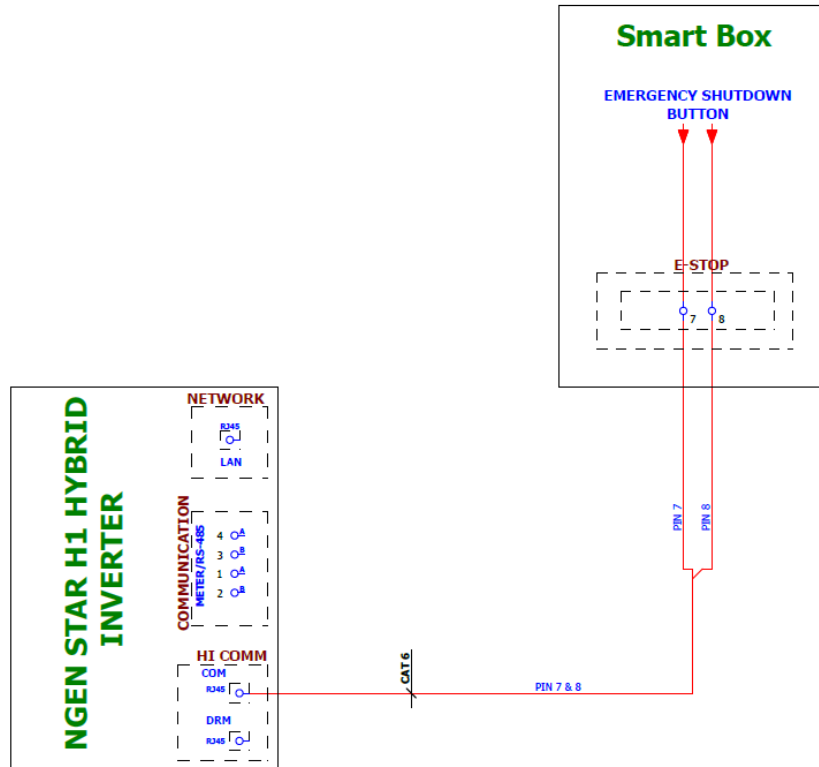 Smart Box
EMERGENCY SHUTDOWN
BUTTON
E-STOP
7
8
PIN 7
PIN 8
NGEN STAR H1 HYBRID
INVERTER
NETWORK
RJ45
LAN
COMMUNICATION
METER/RS-485
4 A
3 B
1 A
2 B
HI COMM
COM
RJ45
DRM
RJ45
CAT 6
PIN 7 & 8